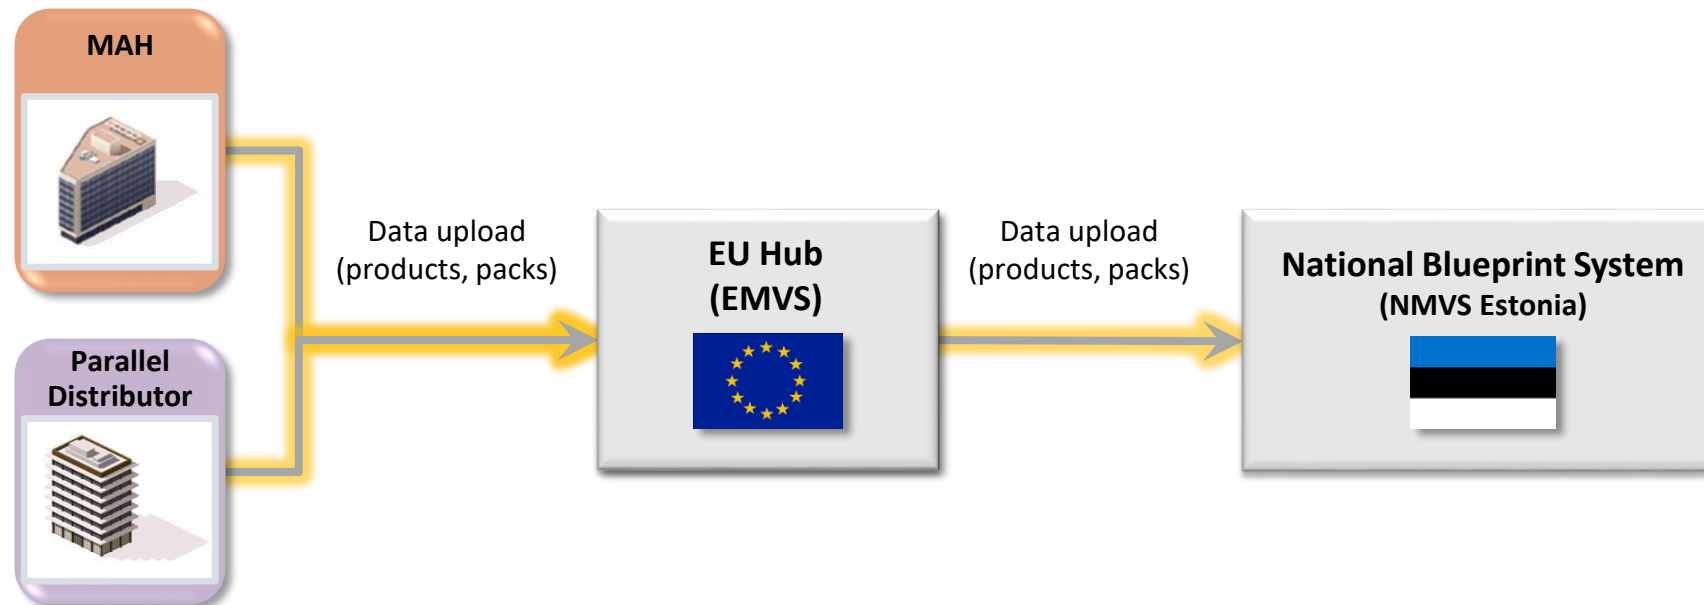 MAH
Parallel
Distributor
Data upload
(products, packs)
EU Hub
(EMVS)
Data upload
(products, packs)
National Blueprint System
(NMVS Estonia)